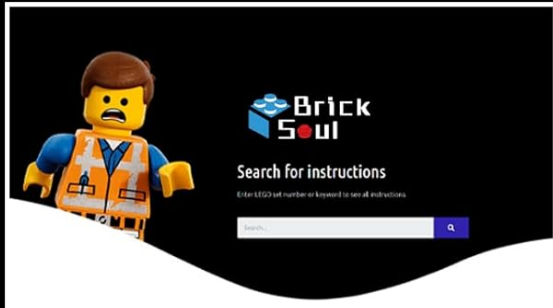 Brick
Soul
Search for instructions
Enter LEGO set number or keyword to see all instructions.
Search...